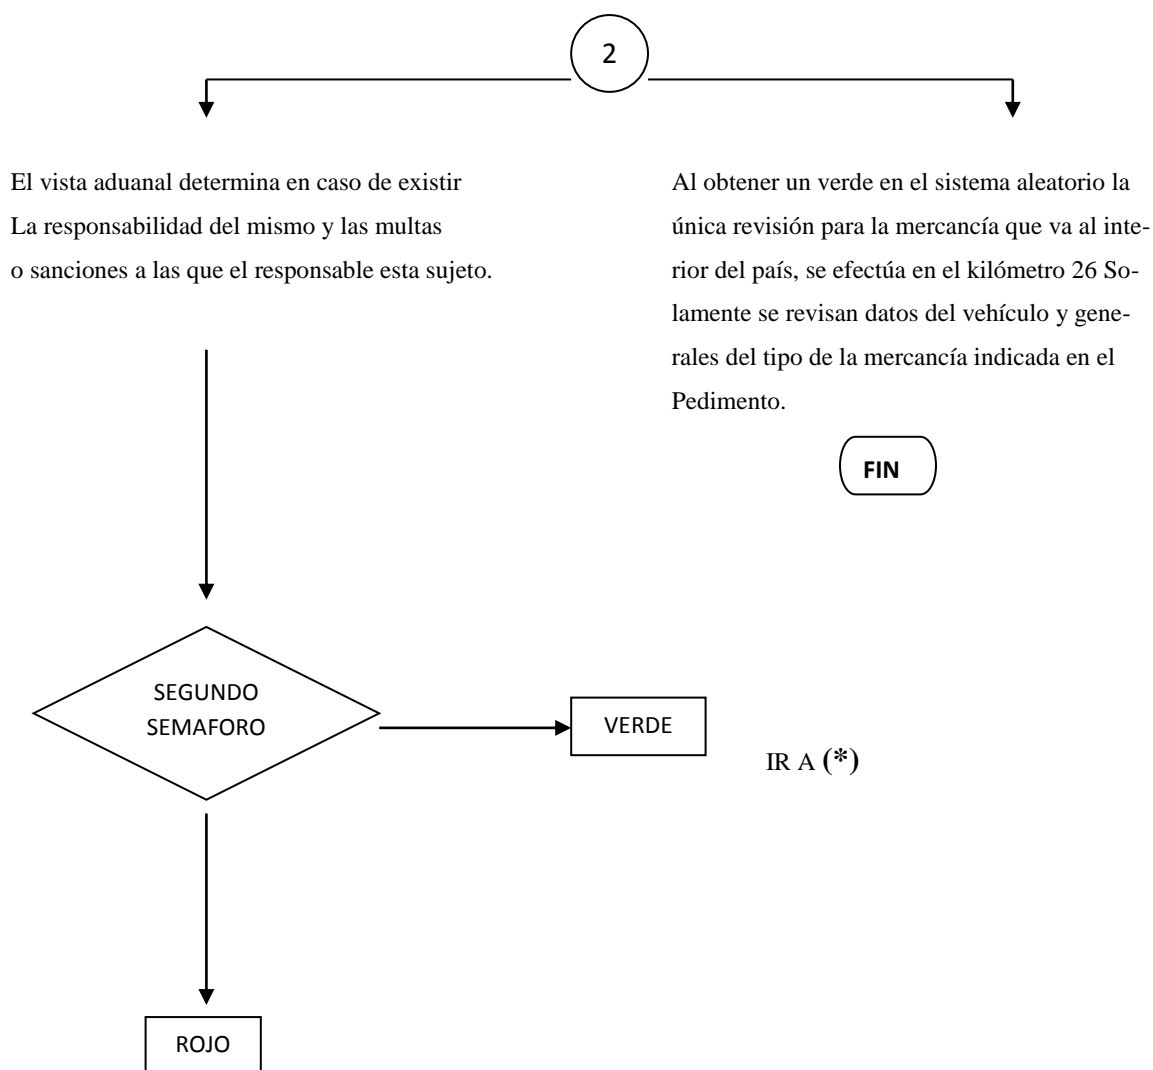 2
El vista aduanal determina en caso de existir
La responsabilidad del mismo y las multas
o sanciones a las que el responsable esta sujeto.
Al obtener un verde en el sistema aleatorio la
única revisión para la mercancía que va al inte-
rior del país, se efectúa en el kilómetro 26 So-
lamente se revisan datos del vehículo y gene-
rales del tipo de la mercancía indicada en el
Pedimento.
FIN
SEGUNDO
SEMAFORO
VERDE
IR A (*)
ROJO